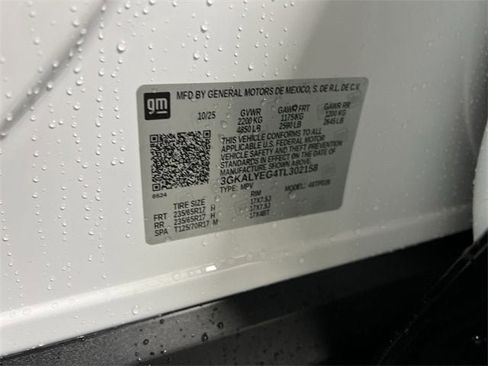 gm
MFD BY GENERAL MOTORS DE MEXICO, S. DE R.L. DE C.V.
10/25 GVWR GAWR FRT GAWR RR
2200 KG 1175 KG 1200 KG
4850 LB 2590 LB 2645 LB
THIS VEHICLE CONFORMS TO ALL
APPLICABLE U.S. FEDERAL MOTOR
VEHICLE SAFETY AND THEFT
PREVENTION STANDARDS IN EFFECT
ON THE DATE OF MANUFACTURE
SHOWN ABOVE.
3GKALYEG4TL302158
TYPE: MPV MODEL:
TIRE SIZE RIM
FRT 235/65R17 H 17X7.5J
RR 235/65R17 H 17X7.5J
SPA T125/70R17 M 17X4BT